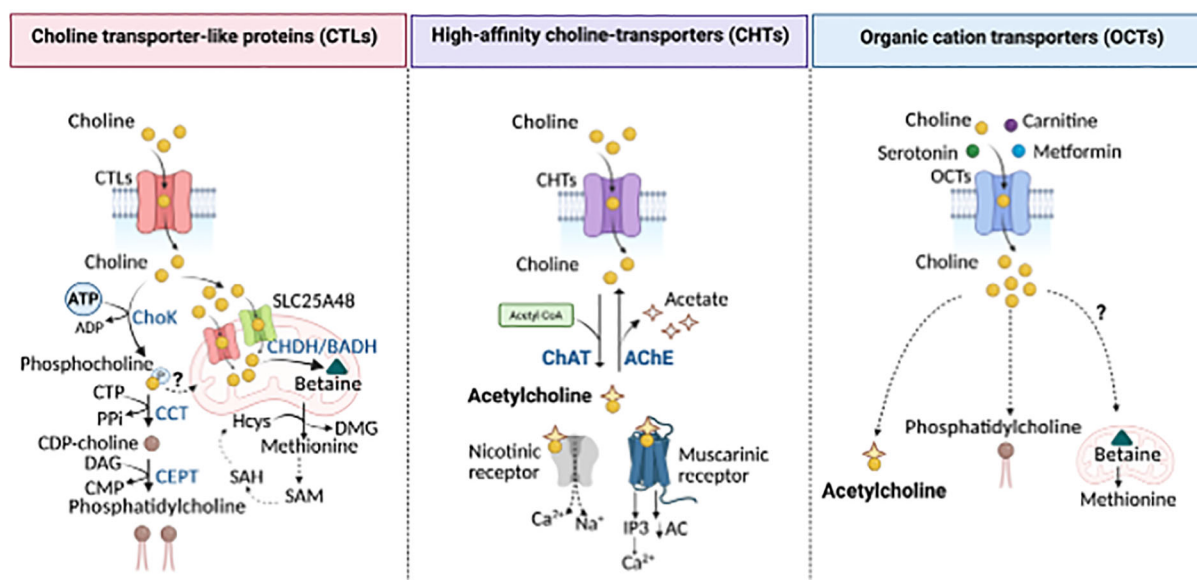 Choline transporter-like proteins (CTLs)
High-affinity choline-transporters (CHTs)
Organic cation transporters (OCTs)
Choline
CTLs
Choline
ATP
ADP
ChoK
SLC25A48
CHDH/BADH
Betaine
Phosphocholine
P
?
CTP
PPi
CCT
Hcys
DMG
Methionine
CDP-choline
DAG
CMP
CEPT
SAH
SAM
Phosphatidylcholine
Choline
CHTs
Choline
Acetyl CoA
Acetate
ChAT
AChE
Acetylcholine
Nicotinic
receptor
Muscarinic
receptor
Ca²⁺
Na⁺
IP3
↓AC
Ca²⁺
Choline
Carnitine
Serotonin
Metformin
OCTs
Choline
?
Phosphatidylcholine
Acetylcholine
Betaine
Methionine